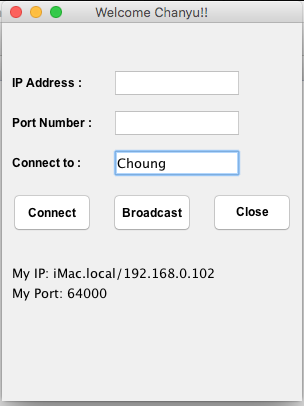 Welcome Chanyu!!
IP Address :
Port Number :
Connect to : Choung
Connect Broadcast Close
My IP: iMac.local/192.168.0.102
My Port: 64000